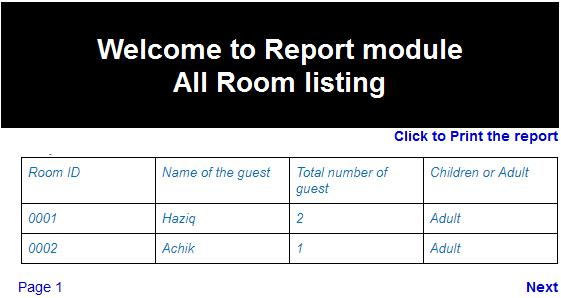 Welcome to Report module
All Room listing
Click to Print the report
Room ID Name of the guest Total number of guest Children or Adult
0001 Haziq 2 Adult
0002 Achik 1 Adult
Page 1 Next